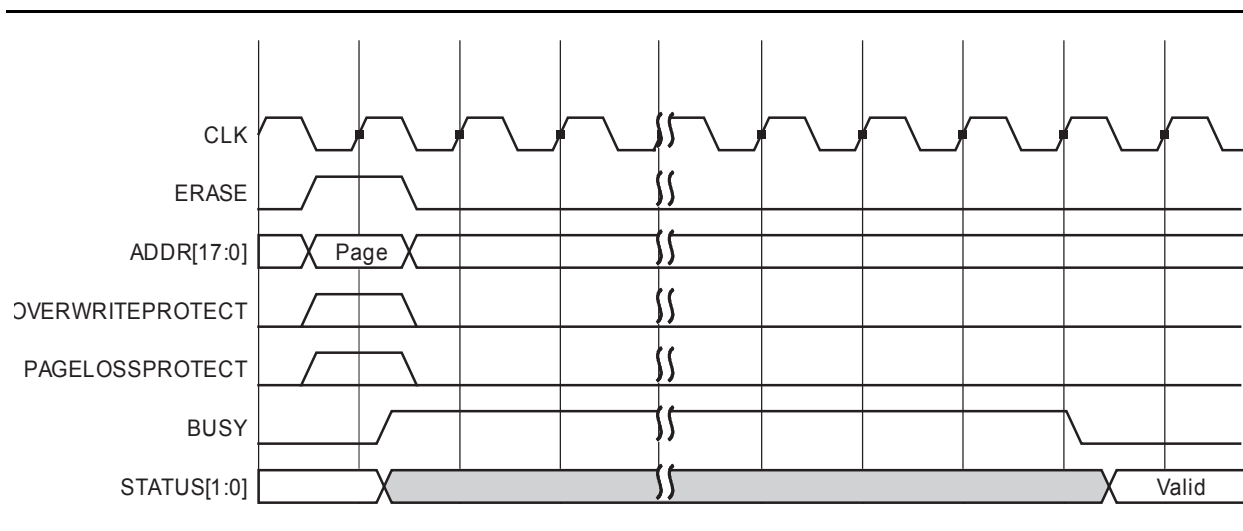 CLK
ERASE
ADDR[17:0]
Page
OVERWRITEPROTECT
PAGELOSSPROTECT
BUSY
STATUS[1:0]
Valid